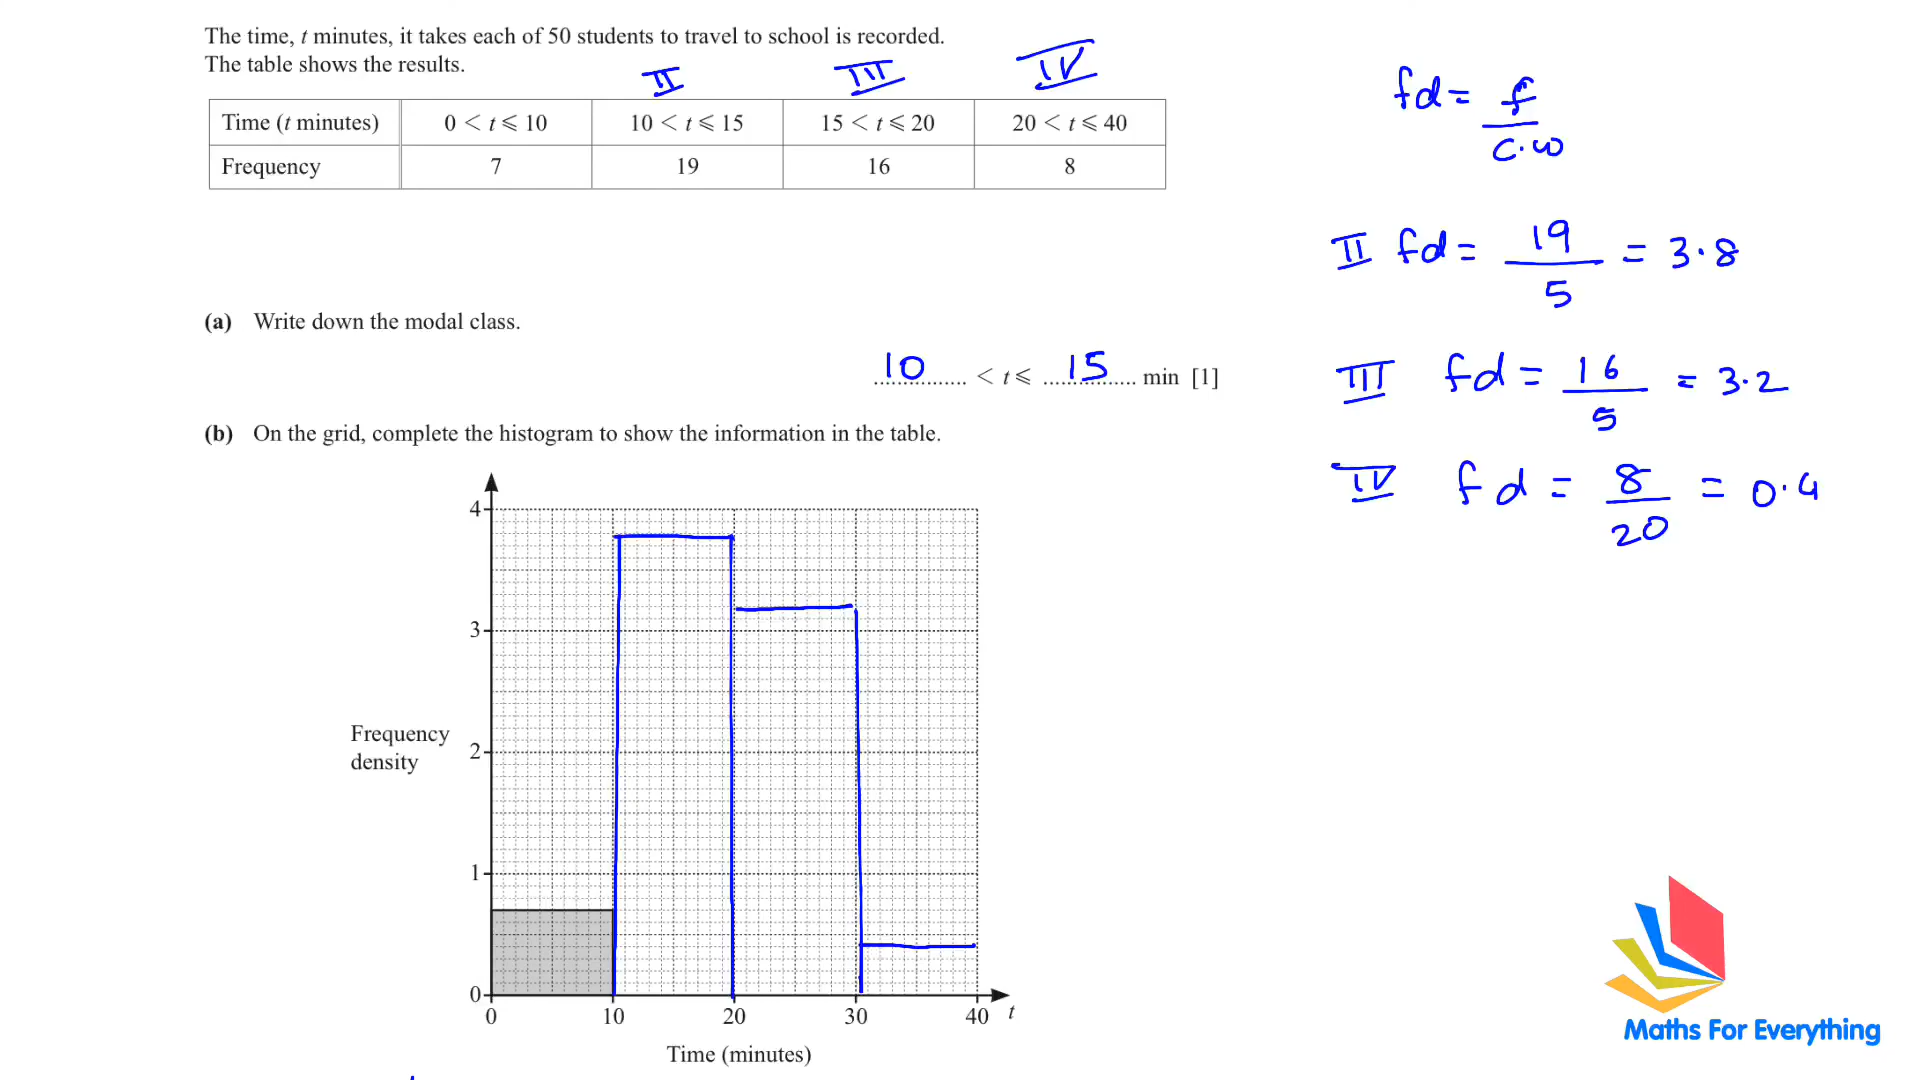 The time, t minutes, it takes each of 50 students to travel to school is recorded.
The table shows the results.
II III IV
Time (t minutes) 0 < t ⩽ 10 10 < t ⩽ 15 15 < t ⩽ 20 20 < t ⩽ 40
Frequency 7 19 16 8
(a) Write down the modal class.
10 < t ⩽ 15 min [1]
(b) On the grid, complete the histogram to show the information in the table.
4
3
Frequency
density
2
1
0
0 10 20 30 40 t
Time (minutes)
fd = f / c.w
II fd = 19 / 5 = 3.8
III fd = 16 / 5 = 3.2
IV fd = 8 / 20 = 0.4
Maths For Everything